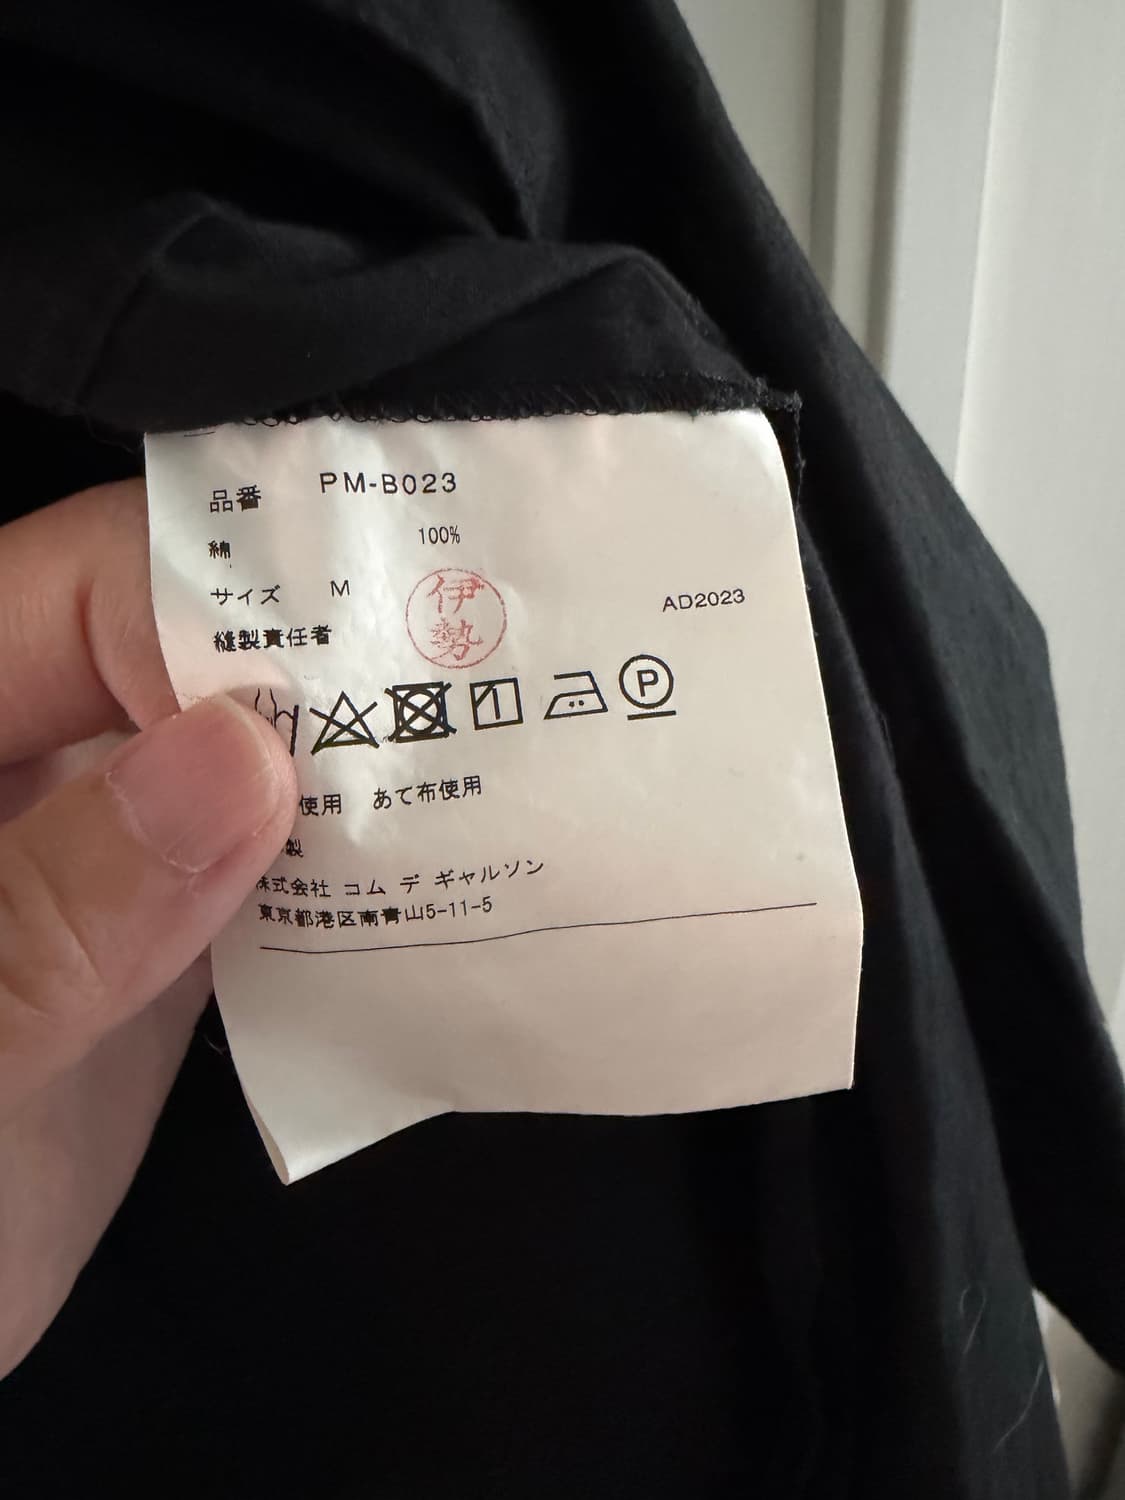 品番 PM-B023
綿 100%
サイズ M AD2023
縫製責任者 伊勢
P
使用 あて布使用
製
株式会社 コム デ ギャルソン
東京都港区南青山5-11-5